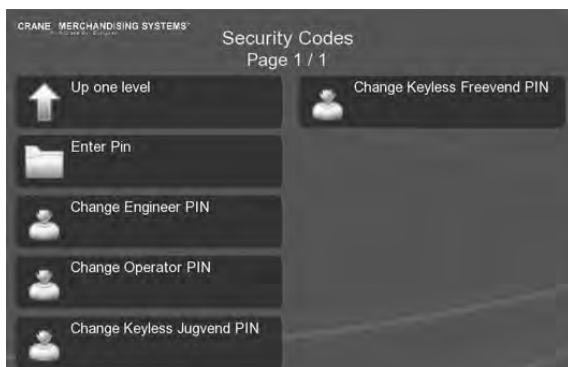 CRANE MERCHANDISING SYSTEMS
Security Codes
Page 1 / 1
Up one level
Change Keyless Freevend PIN
Enter Pin
Change Engineer PIN
Change Operator PIN
Change Keyless Jugvend PIN